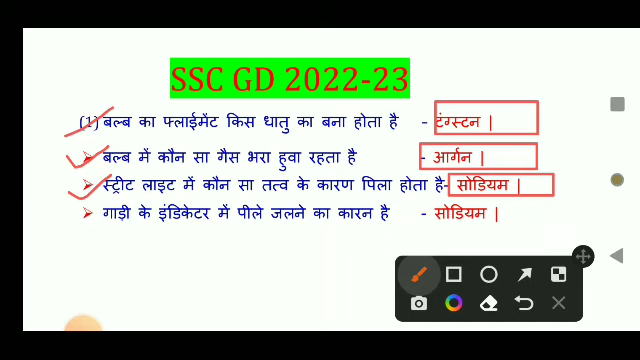 SSC GD 2022-23
(1) बल्ब का फ्लाईमेंट किस धातु का बना होता है - टंग्स्टन |
➢ बल्ब में कौन सा गैस भरा हुवा रहता है - आर्गन |
➢ स्ट्रीट लाइट में कौन सा तत्व के कारण पिला होता है- सोडियम |
➢ गाड़ी के इंडिकेटर में पीले जलने का कारन है - सोडियम |